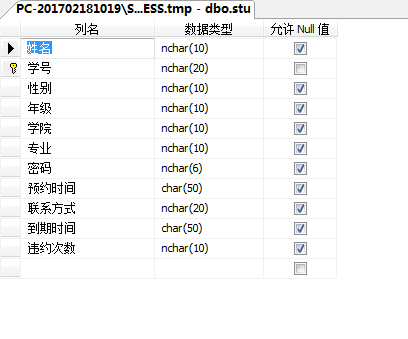 PC-201702181019\S...ESS.tmp - dbo.stu
列名 数据类型 允许 Null 值
姓名 nchar(10)
学号 nchar(20)
性别 nchar(10)
年级 nchar(10)
学院 nchar(10)
专业 nchar(10)
密码 nchar(6)
预约时间 char(50)
联系方式 nchar(20)
到期时间 char(50)
违约次数 nchar(10)